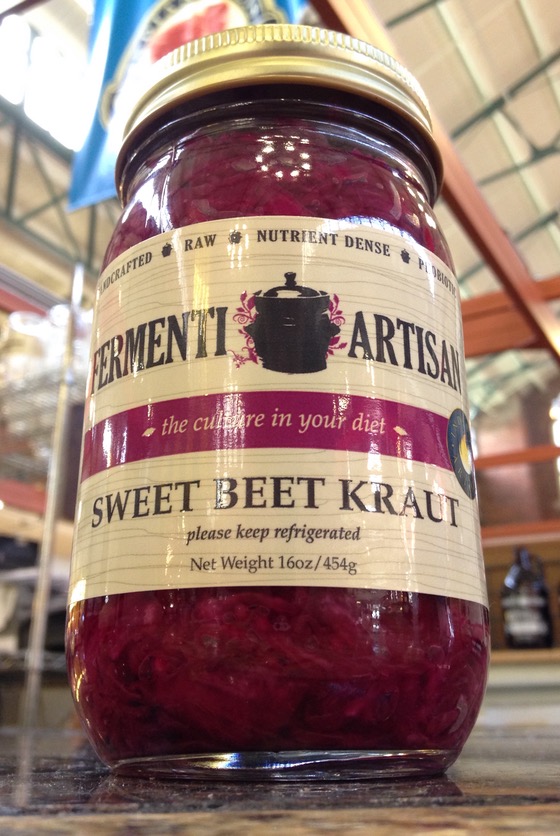 RAW NUTRIENT DENSE
FERMENTI ARTISAN
the culture in your diet
SWEET BEET KRAUT
please keep refrigerated
Net Weight 16oz/454g